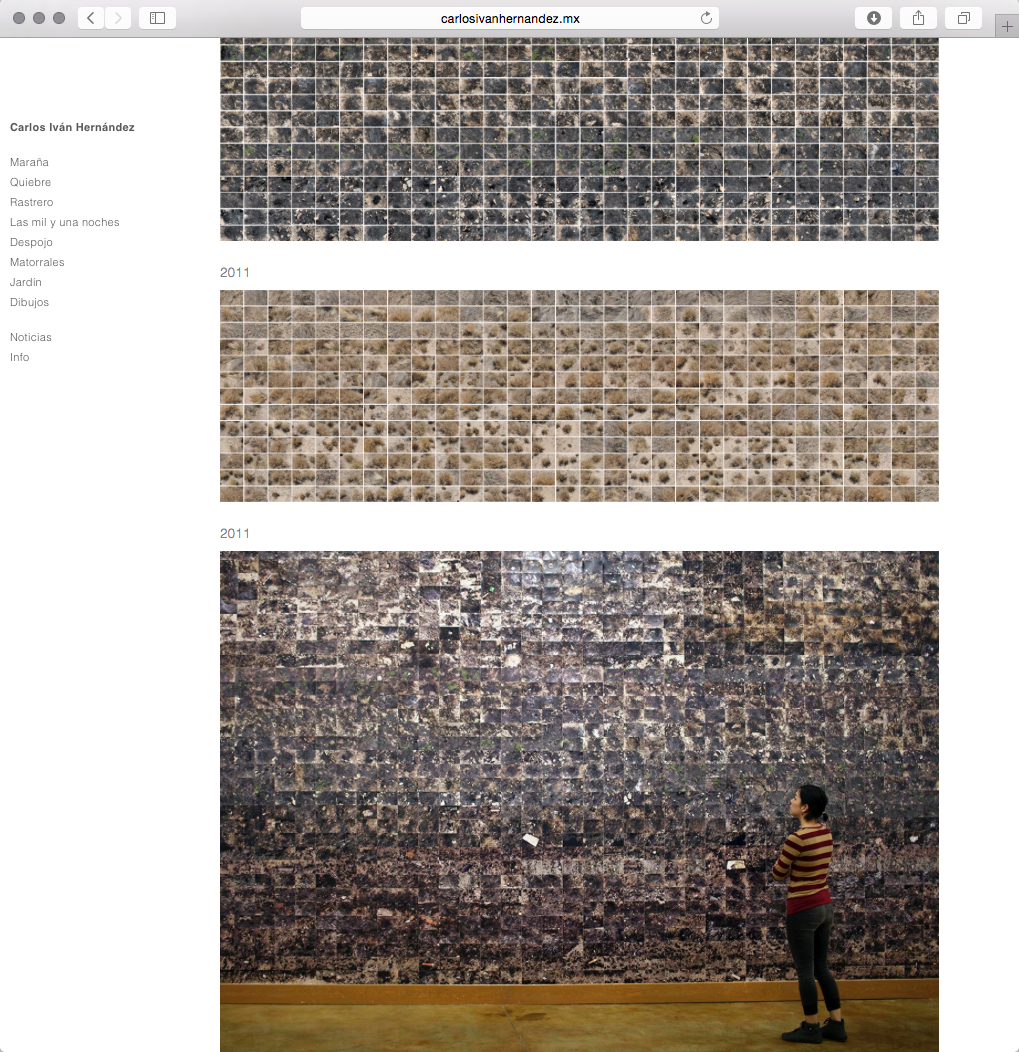 carlosivanhernandez.mx
Carlos Iván Hernández
Maraña
Quiebre
Rastrero
Las mil y una noches
Despojo
Matorrales
Jardín
Dibujos
Noticias
Info
2011
2011